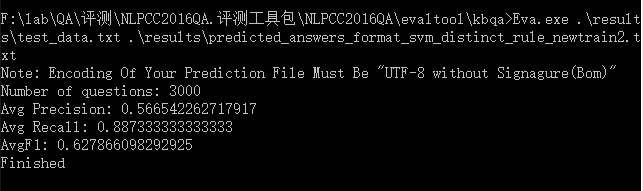 F:\lab\QA\评测\NLPCC2016QA.评测工具包\NLPCC2016QA\evaltool\kbqa>Eva.exe .\result
s\test_data.txt .\results\predicted_answers_format_svm_distinct_rule_newtrain2.t
xt
Note: Encoding Of Your Prediction File Must Be "UTF-8 without Signagure(Bom)"
Number of questions: 3000
Avg Precision: 0.566542262717917
Avg Recall: 0.887333333333333
AvgF1: 0.627866098292925
Finished